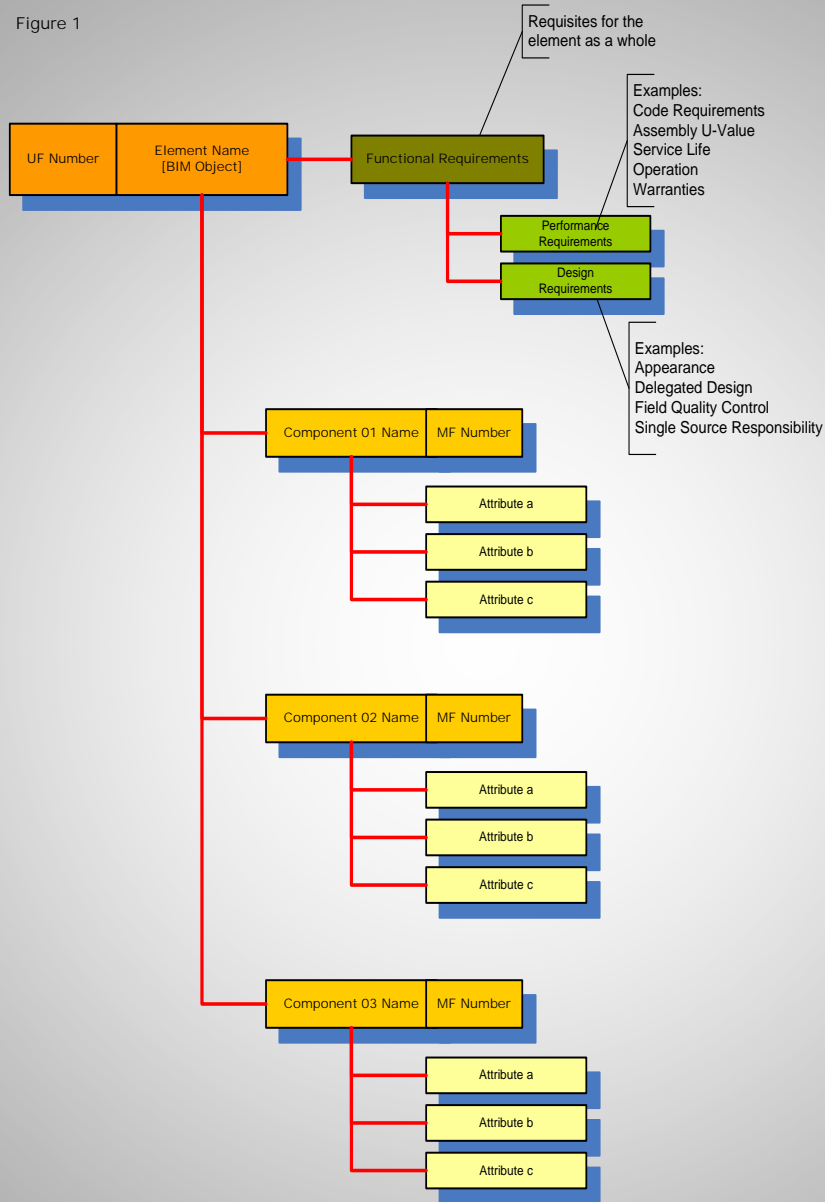 Figure 1
Requisites for the
element as a whole
Examples:
Code Requirements
Assembly U-Value
Service Life
Operation
Warranties
UF Number
Element Name
[BIM Object]
Functional Requirements
Performance
Requirements
Design
Requirements
Examples:
Appearance
Delegated Design
Field Quality Control
Single Source Responsibility
Component 01 Name
MF Number
Attribute a
Attribute b
Attribute c
Component 02 Name
MF Number
Attribute a
Attribute b
Attribute c
Component 03 Name
MF Number
Attribute a
Attribute b
Attribute c